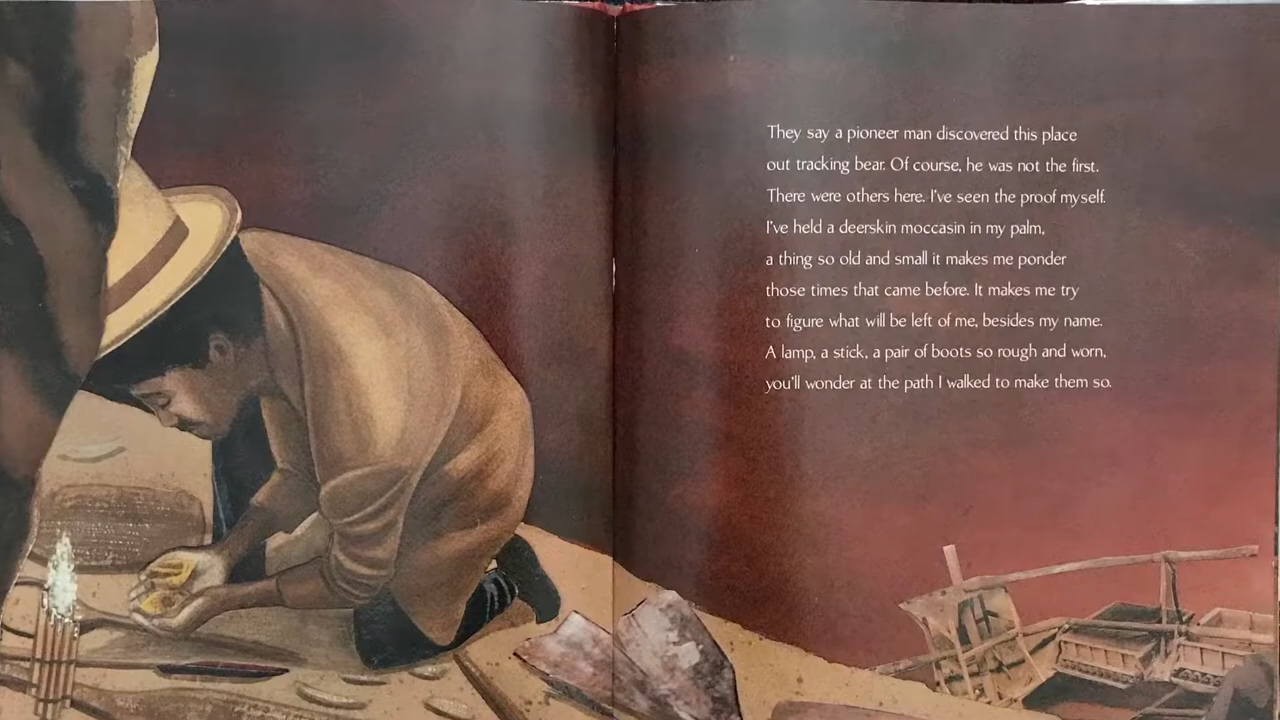 They say a pioneer man discovered this place
out tracking bear. Of course, he was not the first.
There were others here. I've seen the proof myself.
I've held a deerskin moccasin in my palm,
a thing so old and small it makes me ponder
those times that came before. It makes me try
to figure what will be left of me, besides my name.
A lamp, a stick, a pair of boots so rough and worn,
you'll wonder at the path I walked to make them so.